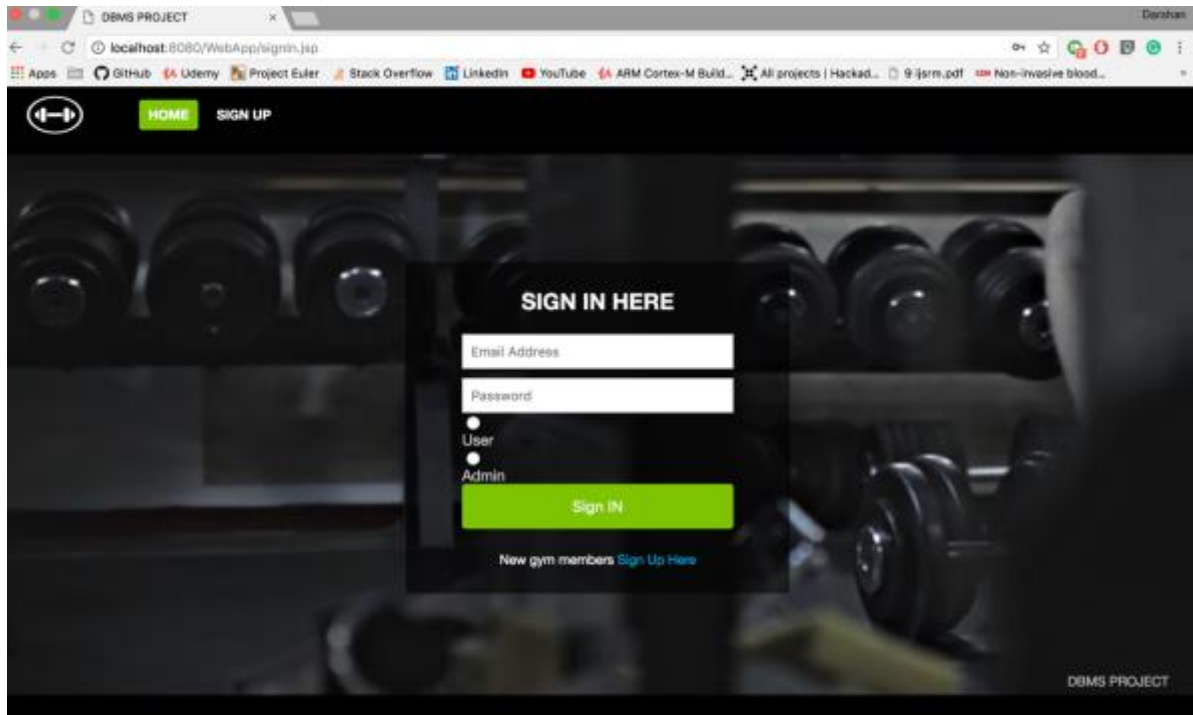 DBMS PROJECT
Darshan
localhost:8080/WebApp/signin.jsp
Apps GitHub Udemy Project Euler Stack Overflow LinkedIn YouTube ARM Cortex-M Build... All projects | Hackad... 9 ijsrm.pdf Non-invasive blood...
HOME SIGN UP
SIGN IN HERE
Email Address
Password
User
Admin
Sign IN
New gym members Sign Up Here
DBMS PROJECT